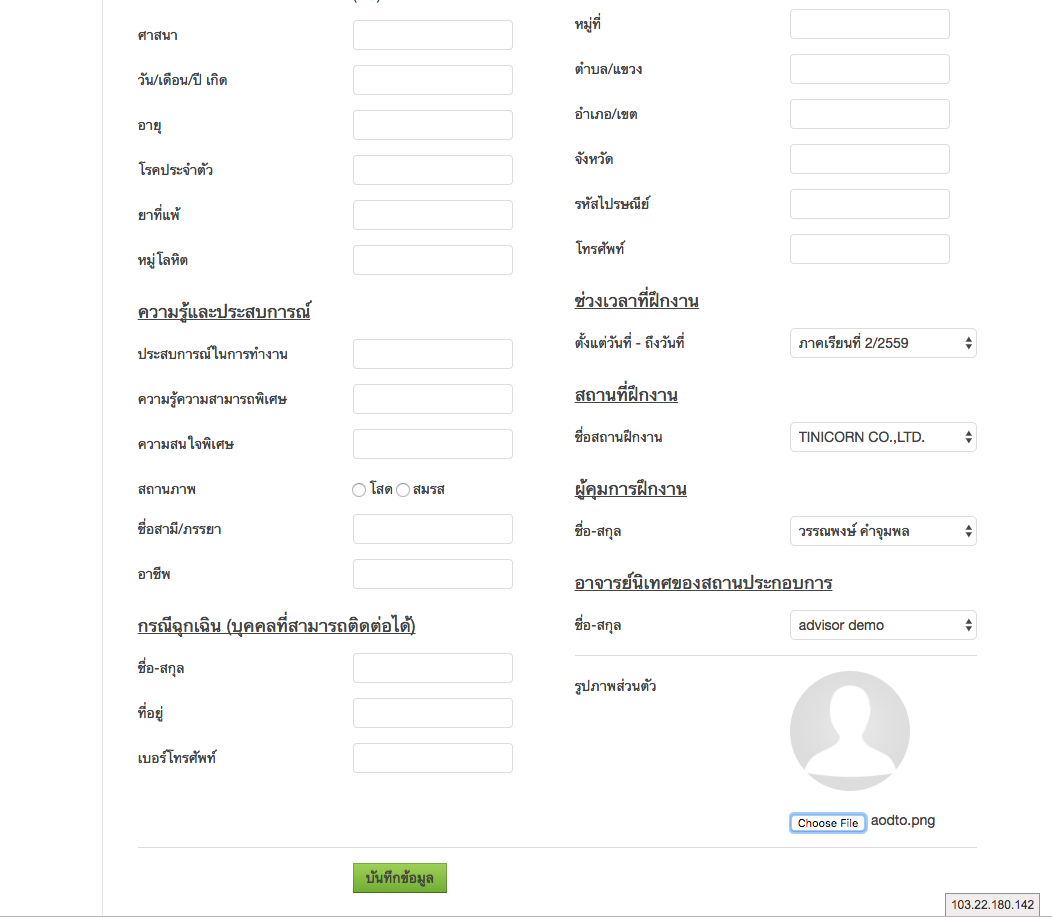 ศาสนา
วัน/เดือน/ปี เกิด
อายุ
โรคประจำตัว
ยาที่แพ้
หมู่โลหิต
ความรู้และประสบการณ์
ประสบการณ์ในการทำงาน
ความรู้ความสามารถพิเศษ
ความสนใจพิเศษ
สถานภาพ โสด สมรส
ชื่อสามี/ภรรยา
อาชีพ
กรณีฉุกเฉิน (บุคคลที่สามารถติดต่อได้)
ชื่อ-สกุล
ที่อยู่
เบอร์โทรศัพท์
หมู่ที่
ตำบล/แขวง
อำเภอ/เขต
จังหวัด
รหัสไปรษณีย์
โทรศัพท์
ช่วงเวลาที่ฝึกงาน
ตั้งแต่วันที่ - ถึงวันที่ ภาคเรียนที่ 2/2559
สถานที่ฝึกงาน
ชื่อสถานฝึกงาน TINICORN CO.,LTD.
ผู้คุมการฝึกงาน
ชื่อ-สกุล วรรณพงษ์ คำจุมพล
อาจารย์นิเทศของสถานประกอบการ
ชื่อ-สกุล advisor demo
รูปภาพส่วนตัว
Choose File aodto.png
บันทึกข้อมูล
103.22.180.142